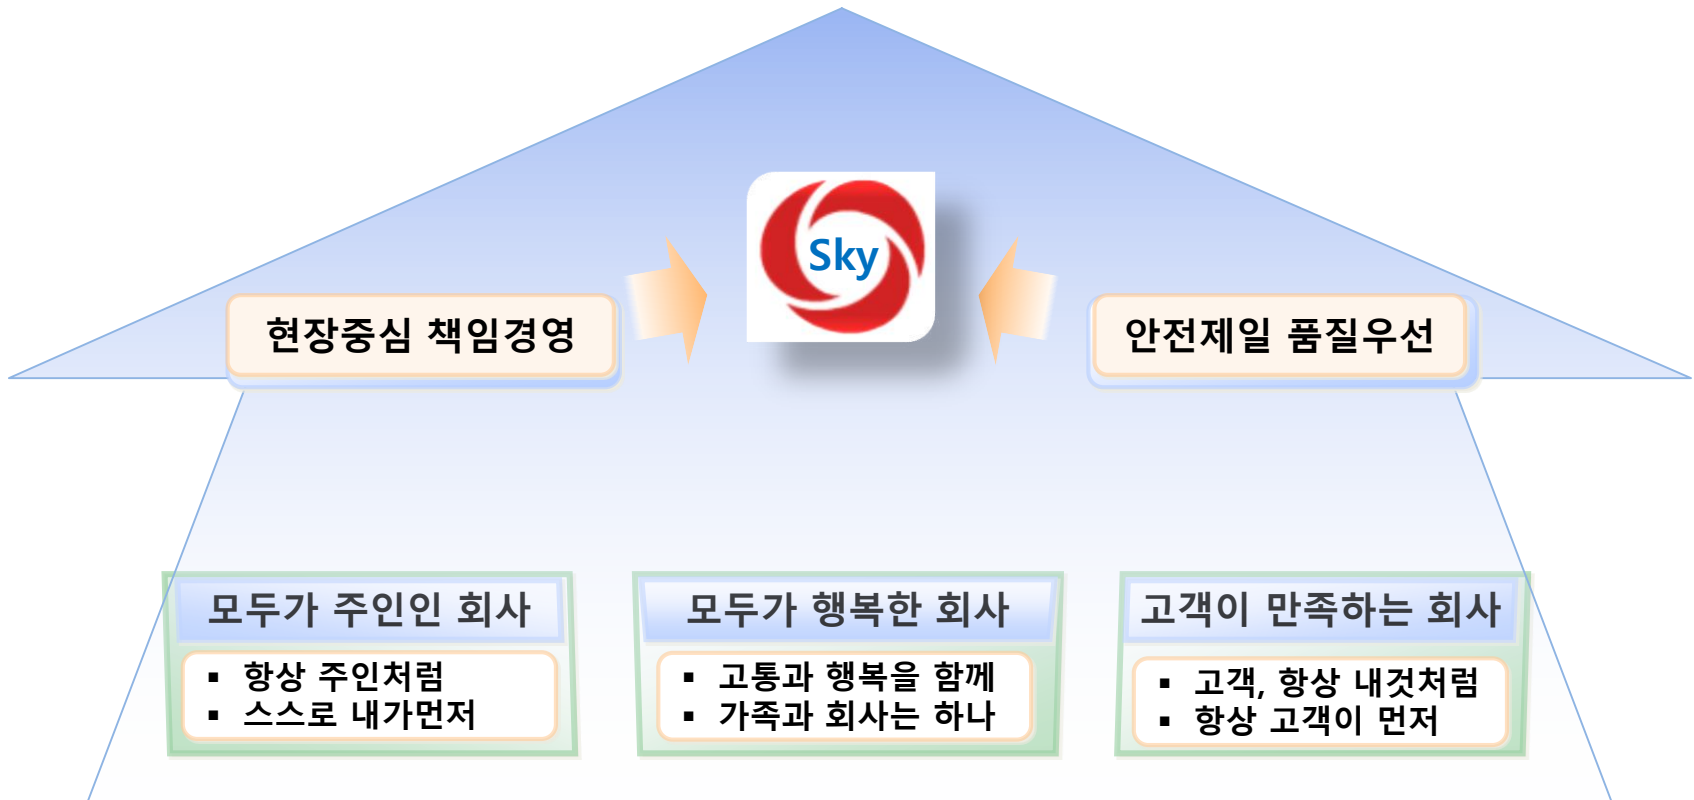 Sky
현장중심 책임경영
안전제일 품질우선
모두가 주인인 회사
▪ 항상 주인처럼
▪ 스스로 내가먼저
모두가 행복한 회사
▪ 고통과 행복을 함께
▪ 가족과 회사는 하나
고객이 만족하는 회사
▪ 고객, 항상 내것처럼
▪ 항상 고객이 먼저